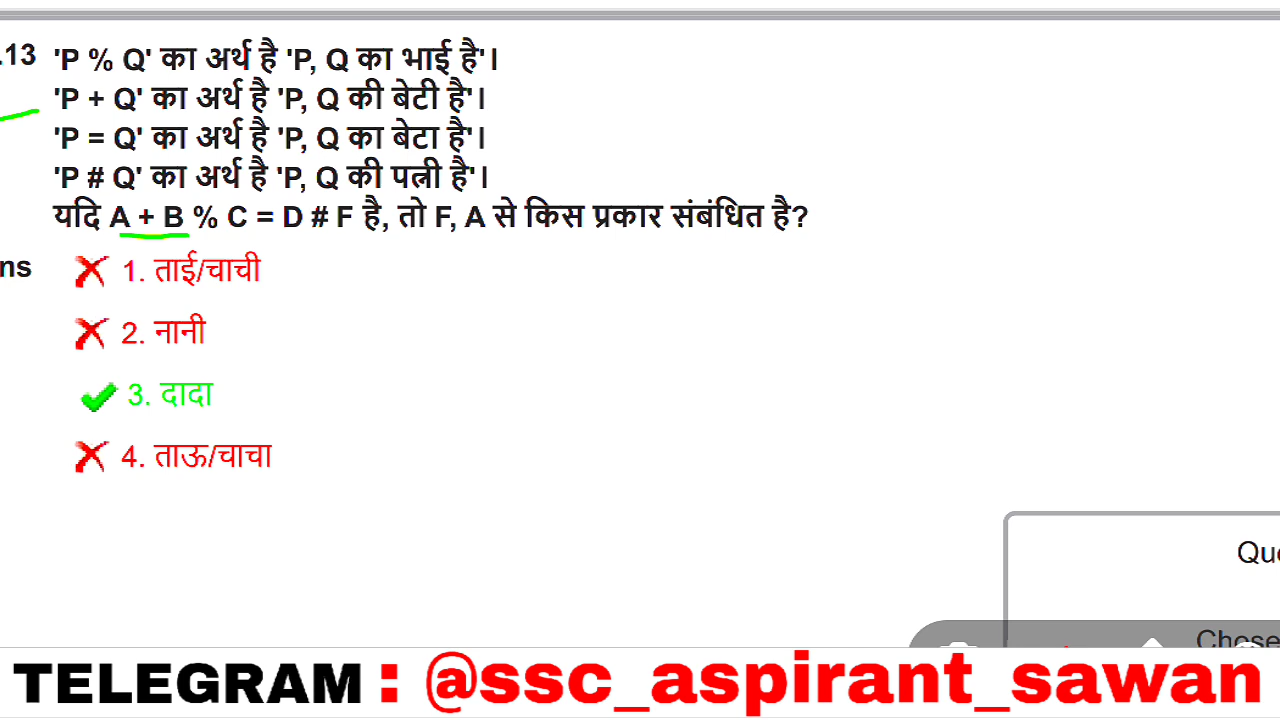 .13 'P % Q' का अर्थ है 'P, Q का भाई है'।
'P + Q' का अर्थ है 'P, Q की बेटी है'।
'P = Q' का अर्थ है 'P, Q का बेटा है'।
'P # Q' का अर्थ है 'P, Q की पत्नी है'।
यदि A + B % C = D # F है, तो F, A से किस प्रकार संबंधित है?
ns 1. ताई/चाची
2. नानी
3. दादा
4. ताऊ/चाचा
Que
Chose
TELEGRAM : @ssc_aspirant_sawan